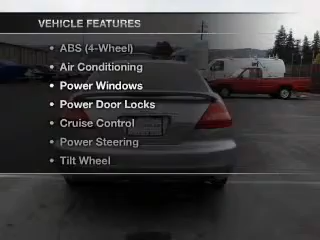 VEHICLE FEATURES
• ABS (4-Wheel)
• Air Conditioning
• Power Windows
• Power Door Locks
• Cruise Control
• Power Steering
• Tilt Wheel